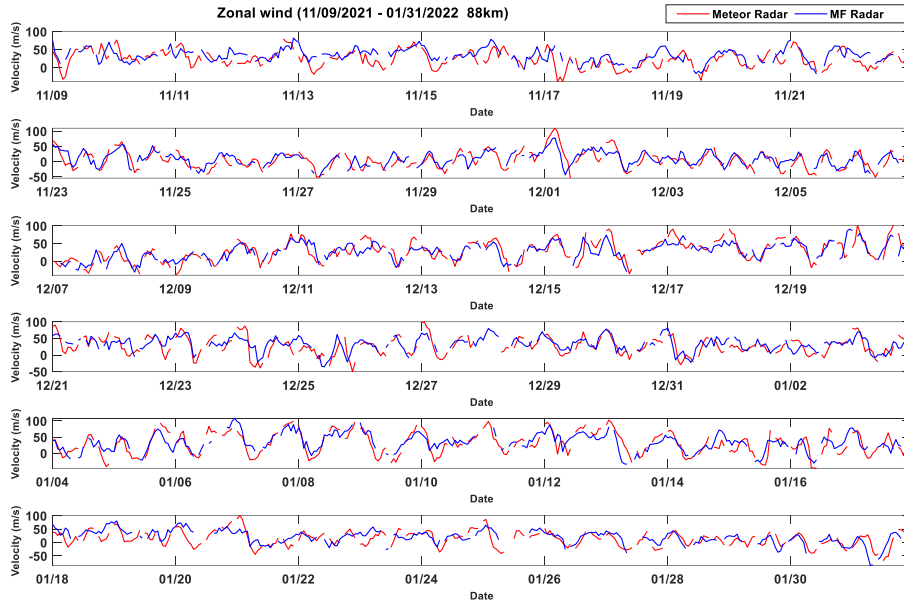 Zonal wind (11/09/2021 - 01/31/2022  88km)
Meteor Radar MF Radar
Velocity (m/s)
100
50
0
11/09 11/11 11/13 11/15 11/17 11/19 11/21
Date
Velocity (m/s)
100
50
0
-50
11/23 11/25 11/27 11/29 12/01 12/03 12/05
Date
Velocity (m/s)
100
50
0
12/07 12/09 12/11 12/13 12/15 12/17 12/19
Date
Velocity (m/s)
100
50
0
-50
12/21 12/23 12/25 12/27 12/29 12/31 01/02
Date
Velocity (m/s)
100
50
0
01/04 01/06 01/08 01/10 01/12 01/14 01/16
Date
Velocity (m/s)
100
50
0
-50
01/18 01/20 01/22 01/24 01/26 01/28 01/30
Date